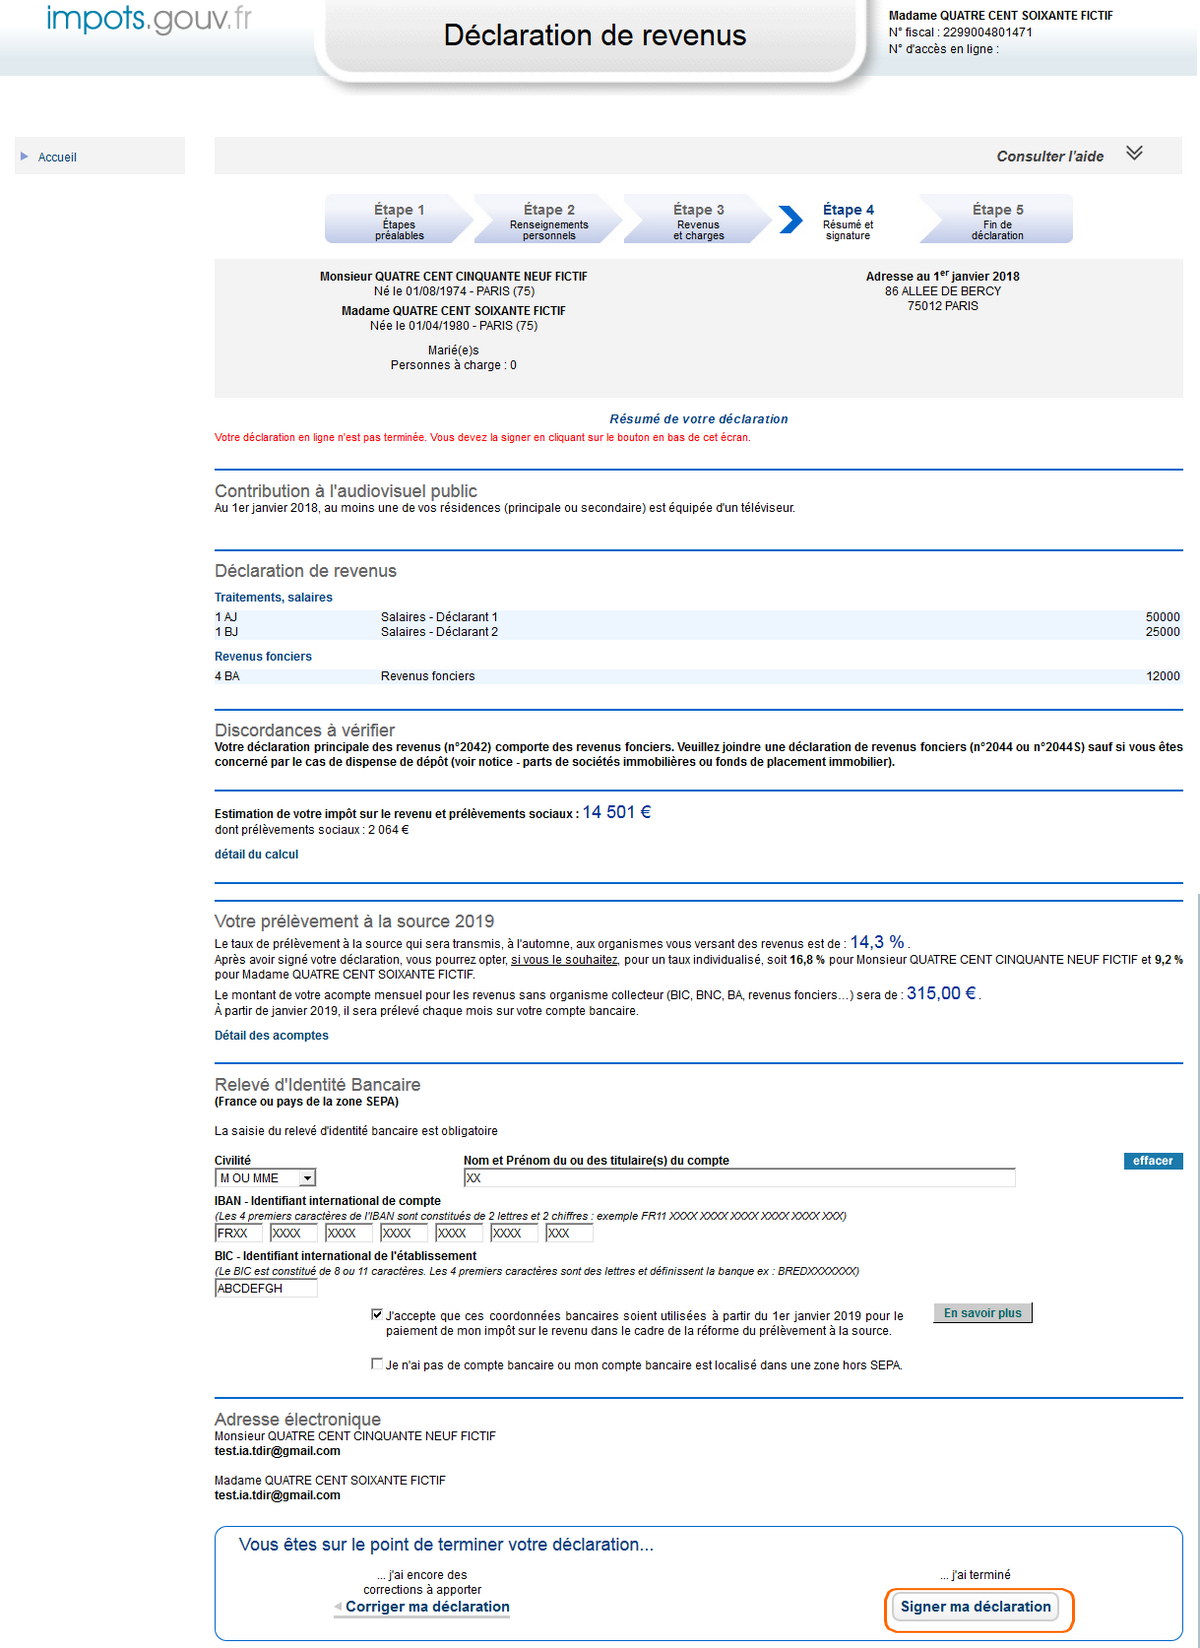 impots.gouv.fr
Déclaration de revenus
Madame QUATRE CENT SOIXANTE FICTIF
N° fiscal : 2299004801471
N° d'accès en ligne :
Accueil
Consulter l'aide
Étape 1
Étapes
préalables
Étape 2
Renseignements
personnels
Étape 3
Revenus
et charges
Étape 4
Résumé et
signature
Étape 5
Fin de
déclaration
Monsieur QUATRE CENT CINQUANTE NEUF FICTIF
Né le 01/08/1974 - PARIS (75)
Madame QUATRE CENT SOIXANTE FICTIF
Née le 01/04/1980 - PARIS (75)
Marié(e)s
Personnes à charge : 0
Adresse au 1er janvier 2018
86 ALLEE DE BERCY
75012 PARIS
Résumé de votre déclaration
Votre déclaration en ligne n'est pas terminée. Vous devez la signer en cliquant sur le bouton en bas de cet écran.
Contribution à l'audiovisuel public
Au 1er janvier 2018, au moins une de vos résidences (principale ou secondaire) est équipée d'un téléviseur.
Déclaration de revenus
Traitements, salaires
1 AJ Salaires - Déclarant 1 50000
1 BJ Salaires - Déclarant 2 25000
Revenus fonciers
4 BA Revenus fonciers 12000
Discordances à vérifier
Votre déclaration principale des revenus (n°2042) comporte des revenus fonciers. Veuillez joindre une déclaration de revenus fonciers (n°2044 ou n°2044S) sauf si vous êtes
concerné par le cas de dispense de dépôt (voir notice - parts de sociétés immobilières ou fonds de placement immobilier).
Estimation de votre impôt sur le revenu et prélèvements sociaux : 14 501 €
dont prélèvements sociaux : 2 064 €
détail du calcul
Votre prélèvement à la source 2019
Le taux de prélèvement à la source qui sera transmis, à l'automne, aux organismes vous versant des revenus est de : 14,3 % .
Après avoir signé votre déclaration, vous pourrez opter, si vous le souhaitez, pour un taux individualisé, soit 16,8 % pour Monsieur QUATRE CENT CINQUANTE NEUF FICTIF et 9,2 %
pour Madame QUATRE CENT SOIXANTE FICTIF.
Le montant de votre acompte mensuel pour les revenus sans organisme collecteur (BIC, BNC, BA, revenus fonciers...) sera de : 315,00 € .
À partir de janvier 2019, il sera prélevé chaque mois sur votre compte bancaire.
Détail des acomptes
Relevé d'Identité Bancaire
(France ou pays de la zone SEPA)
La saisie du relevé d'identité bancaire est obligatoire
Civilité
Nom et Prénom du ou des titulaire(s) du compte
effacer
M OU MME
XX
IBAN - Identifiant international de compte
(Les 4 premiers caractères de l'IBAN sont constitués de 2 lettres et 2 chiffres : exemple FR11 XXXX XXXX XXXX XXXX XXXX XXX)
FRXX XXXX XXXX XXXX XXXX XXXX XXX
BIC - Identifiant international de l'établissement
(Le BIC est constitué de 8 ou 11 caractères. Les 4 premiers caractères sont des lettres et définissent la banque ex : BREDXXXXXXX)
ABCDEFGH
J'accepte que ces coordonnées bancaires soient utilisées à partir du 1er janvier 2019 pour le
paiement de mon impôt sur le revenu dans le cadre de la réforme du prélèvement à la source.
En savoir plus
Je n'ai pas de compte bancaire ou mon compte bancaire est localisé dans une zone hors SEPA.
Adresse électronique
Monsieur QUATRE CENT CINQUANTE NEUF FICTIF
test.ia.tdir@gmail.com
Madame QUATRE CENT SOIXANTE FICTIF
test.ia.tdir@gmail.com
Vous êtes sur le point de terminer votre déclaration...
... j'ai encore des
corrections à apporter
Corriger ma déclaration
... j'ai terminé
Signer ma déclaration